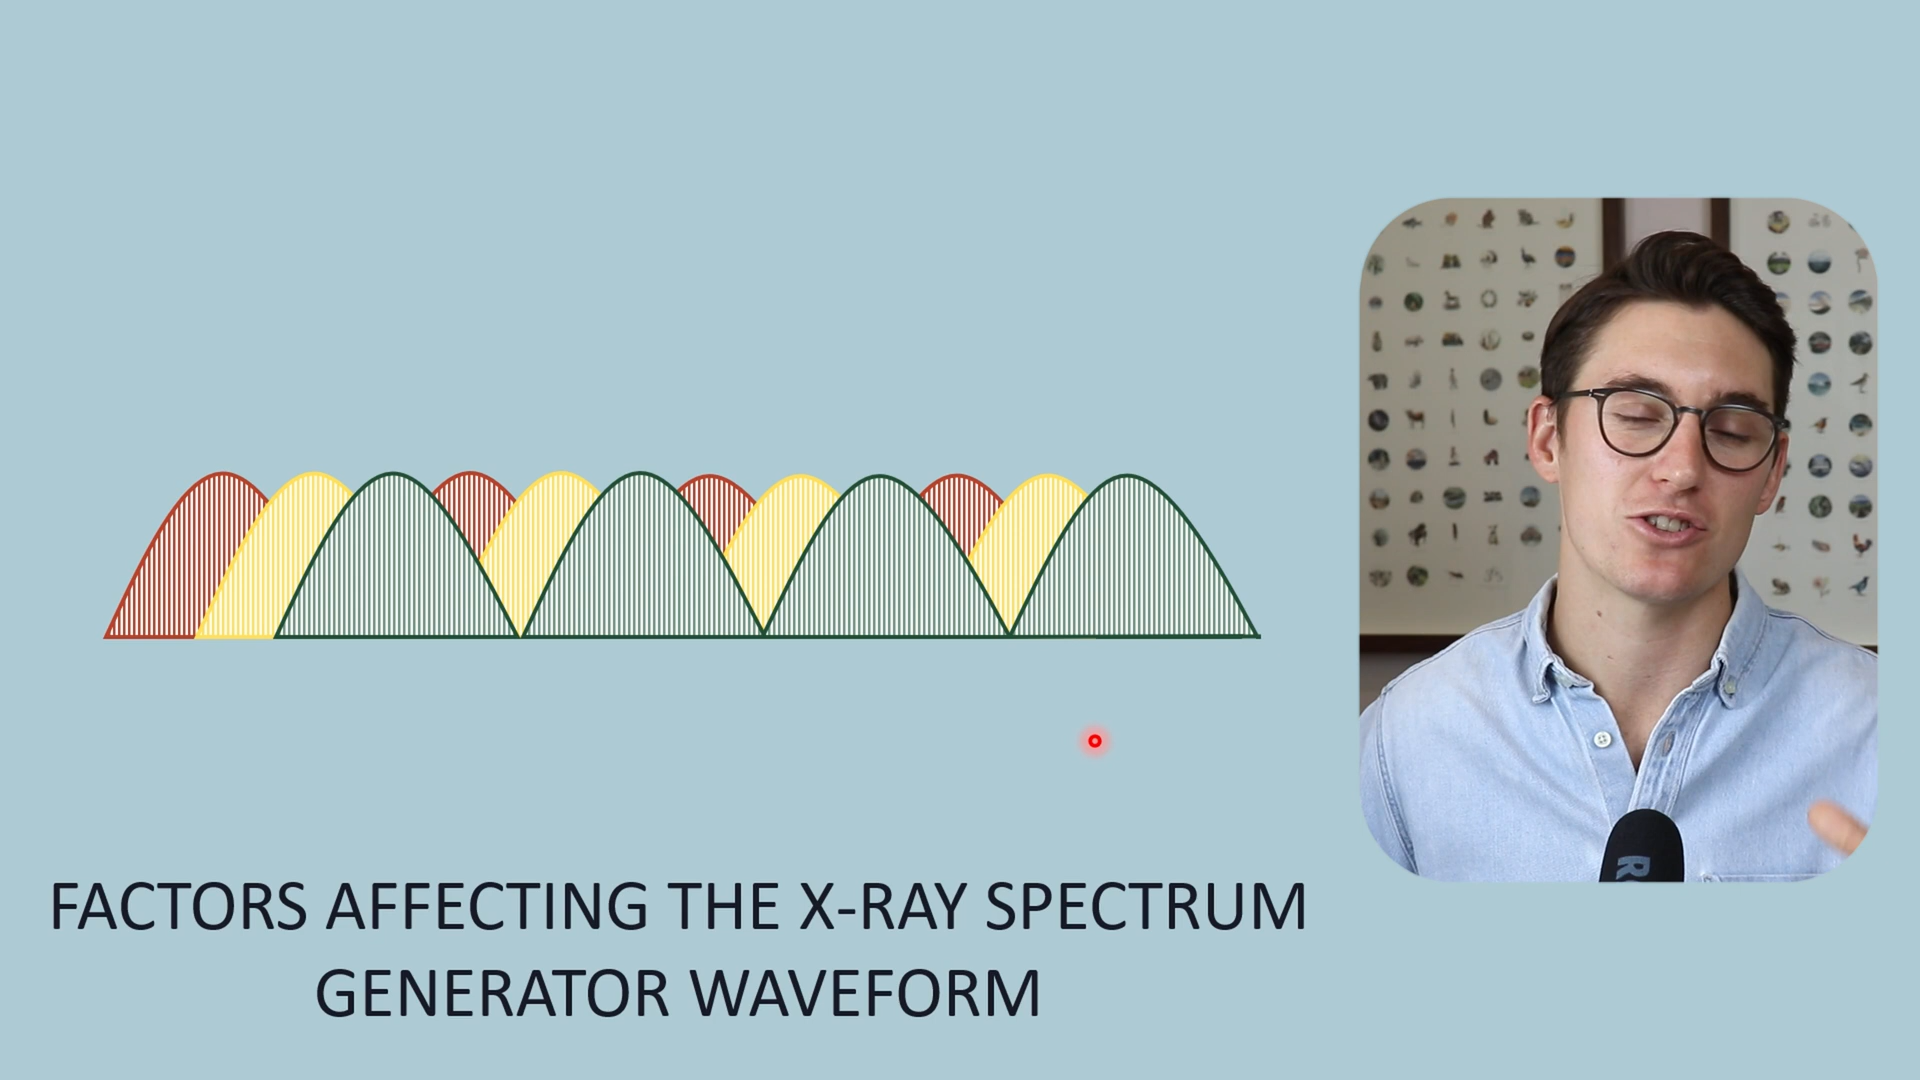 FACTORS AFFECTING THE X-RAY SPECTRUM
GENERATOR WAVEFORM